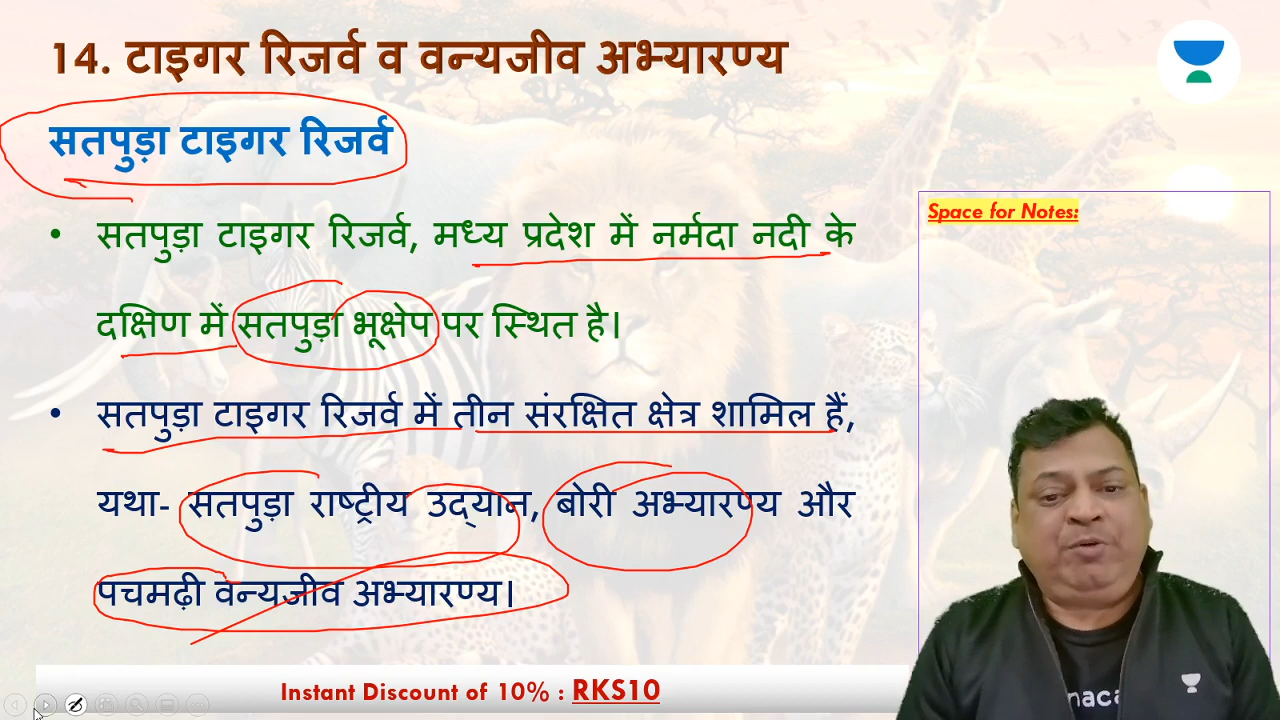 14. टाइगर रिजर्व व वन्यजीव अभ्यारण्य
सतपुड़ा टाइगर रिजर्व
• सतपुड़ा टाइगर रिजर्व, मध्य प्रदेश में नर्मदा नदी के
दक्षिण में सतपुड़ा भूक्षेप पर स्थित है।
• सतपुड़ा टाइगर रिजर्व में तीन संरक्षित क्षेत्र शामिल हैं,
यथा- सतपुड़ा राष्ट्रीय उद्यान, बोरी अभ्यारण्य और
पचमढ़ी वन्यजीव अभ्यारण्य।
Space for Notes:
Instant Discount of 10% : RKS10